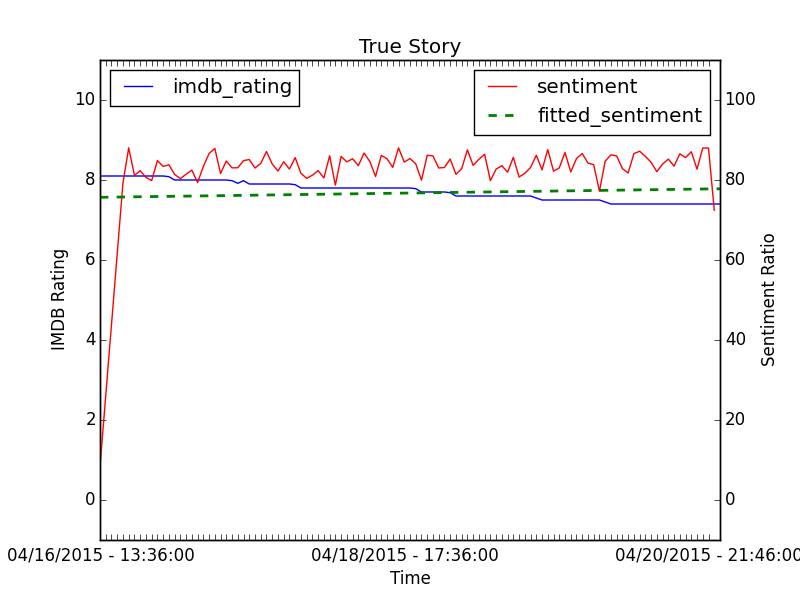 True Story
imdb_rating
sentiment
fitted_sentiment
10
8
6
4
2
0
IMDB Rating
100
80
60
40
20
0
Sentiment Ratio
04/16/2015 - 13:36:00
04/18/2015 - 17:36:00
04/20/2015 - 21:46:00
Time